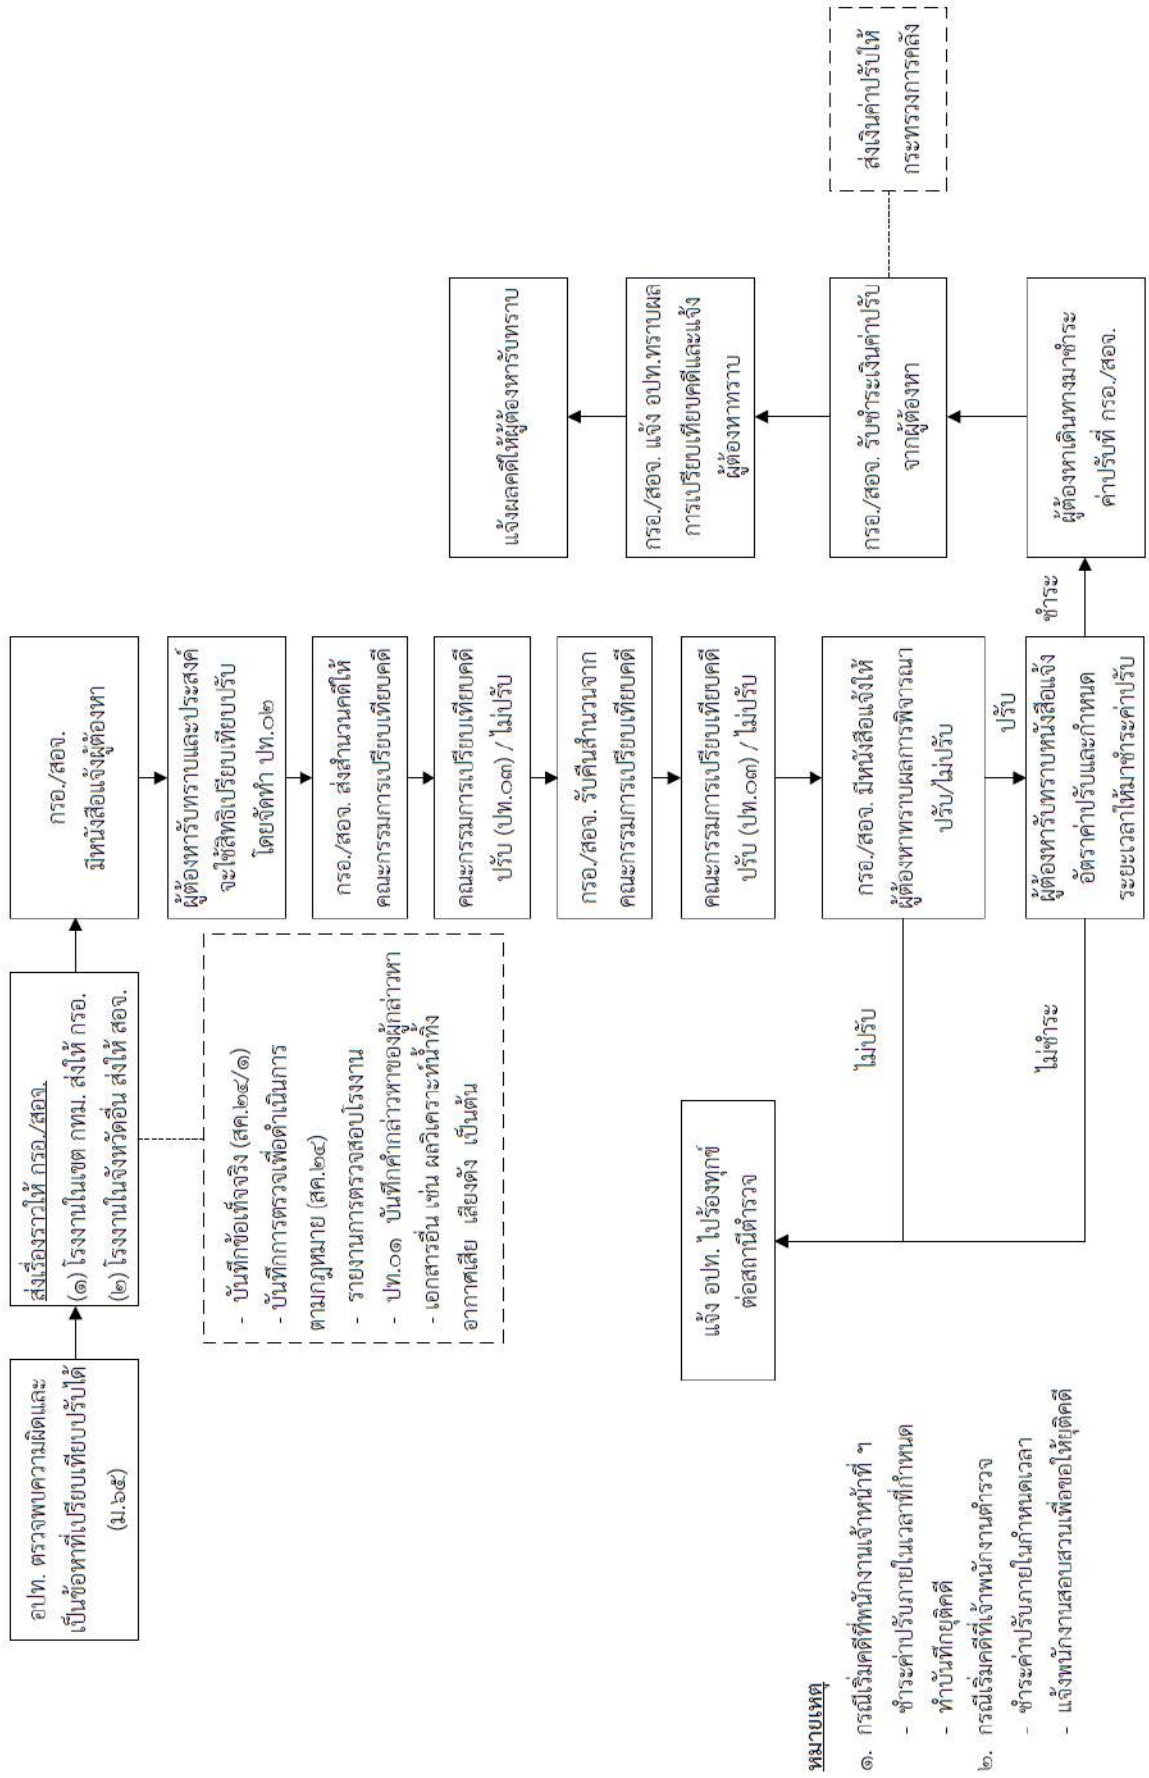 อปท. ตรวจพบความผิดและ
เป็นข้อหาที่เปรียบเทียบปรับได้
(ม.๖๕)
ส่งเรื่องราวให้ กรอ./สอจ.
(๑) โรงงานในเขต กทม. ส่งให้ กรอ.
(๒) โรงงานในจังหวัดอื่น ส่งให้ สอจ.
- บันทึกข้อเท็จจริง (สค.๒๔/๑)
- บันทึกการตรวจเพื่อดำเนินการ
ตามกฎหมาย (สค.๒๔)
- รายงานการตรวจสอบโรงงาน
- ปท.๐๑ บันทึกคำกล่าวหาของผู้กล่าวหา
- เอกสารอื่น เช่น ผลวิเคราะห์น้ำทิ้ง
อากาศเสีย เสียงดัง เป็นต้น
กรอ./สอจ.
มีหนังสือแจ้งผู้ต้องหา
ผู้ต้องหารับทราบและประสงค์
จะใช้สิทธิเปรียบเทียบปรับ
โดยจัดทำ ปท.๐๒
กรอ./สอจ. ส่งสำนวนคดีให้
คณะกรรมการเปรียบเทียบคดี
คณะกรรมการเปรียบเทียบคดี
ปรับ (ปท.๐๓) / ไม่ปรับ
กรอ./สอจ. รับคืนสำนวนจาก
คณะกรรมการเปรียบเทียบคดี
คณะกรรมการเปรียบเทียบคดี
ปรับ (ปท.๐๓) / ไม่ปรับ
กรอ./สอจ. มีหนังสือแจ้งให้
ผู้ต้องหาทราบผลการพิจารณา
ปรับ/ไม่ปรับ
ไม่ปรับ
ปรับ
ผู้ต้องหารับทราบหนังสือแจ้ง
อัตราค่าปรับและกำหนด
ระยะเวลาให้มาชำระค่าปรับ
ไม่ชำระ
ชำระ
แจ้ง อปท. ไปร้องทุกข์
ต่อสถานีตำรวจ
ผู้ต้องหาเดินทางมาชำระ
ค่าปรับที่ กรอ./สอจ.
กรอ./สอจ. รับชำระเงินค่าปรับ
จากผู้ต้องหา
ส่งเงินค่าปรับให้
กระทรวงการคลัง
กรอ./สอจ. แจ้ง อปท.ทราบผล
การเปรียบเทียบคดีและแจ้ง
ผู้ต้องหาทราบ
แจ้งผลคดีให้ผู้ต้องหารับทราบ
หมายเหตุ
๑. กรณีเริ่มคดีที่พนักงานเจ้าหน้าที่ ฯ
- ชำระค่าปรับภายในเวลาที่กำหนด
- ทำบันทึกยุติคดี
๒. กรณีเริ่มคดีที่เจ้าพนักงานตำรวจ
- ชำระค่าปรับภายในกำหนดเวลา
- แจ้งพนักงานสอบสวนเพื่อขอให้ยุติคดี